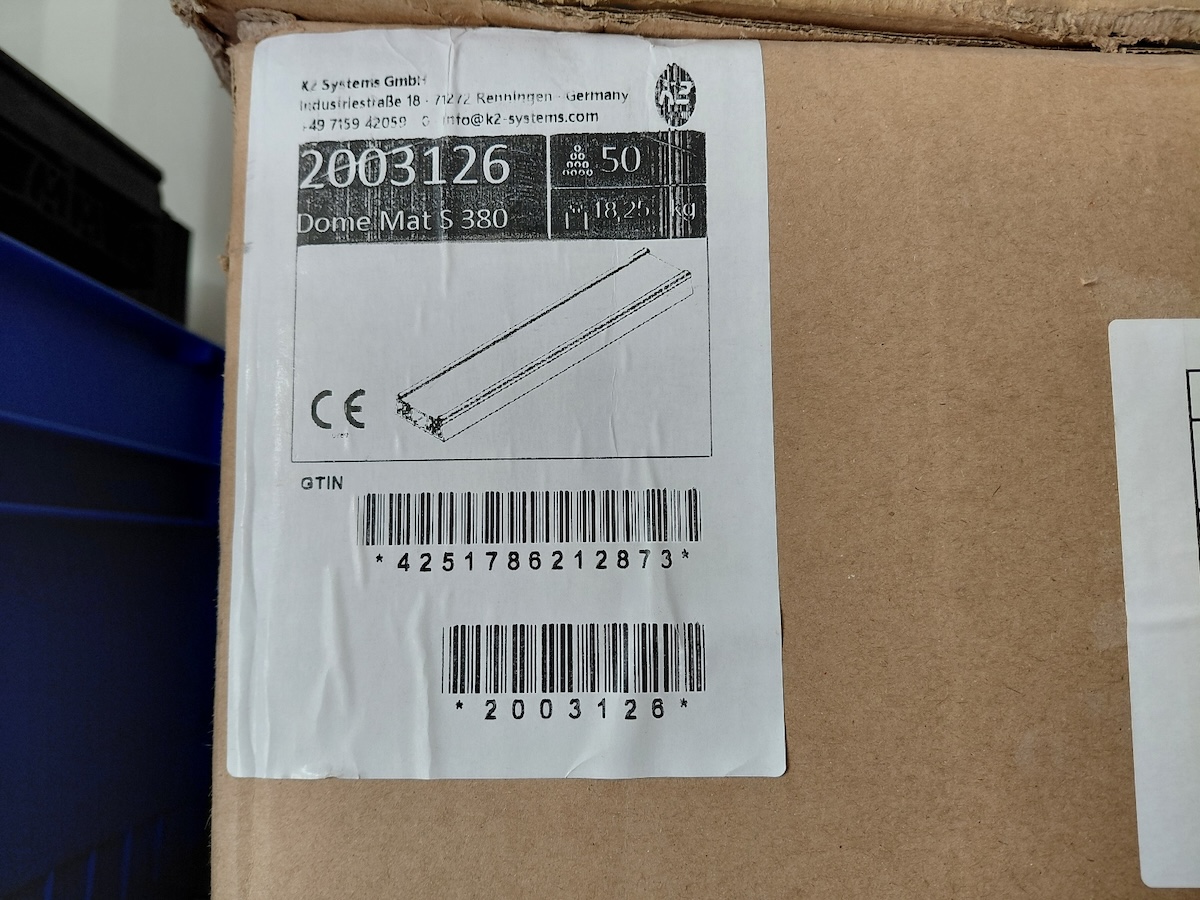 K2 Systems GmbH
Industriestraße 18 · 71272 Renningen · Germany
+49 7159 42059 info@k2-systems.com
K2
2003126
50
Dome Mat S 380
18,25 kg
CE
GTIN
*4251786212873*
*2003126*